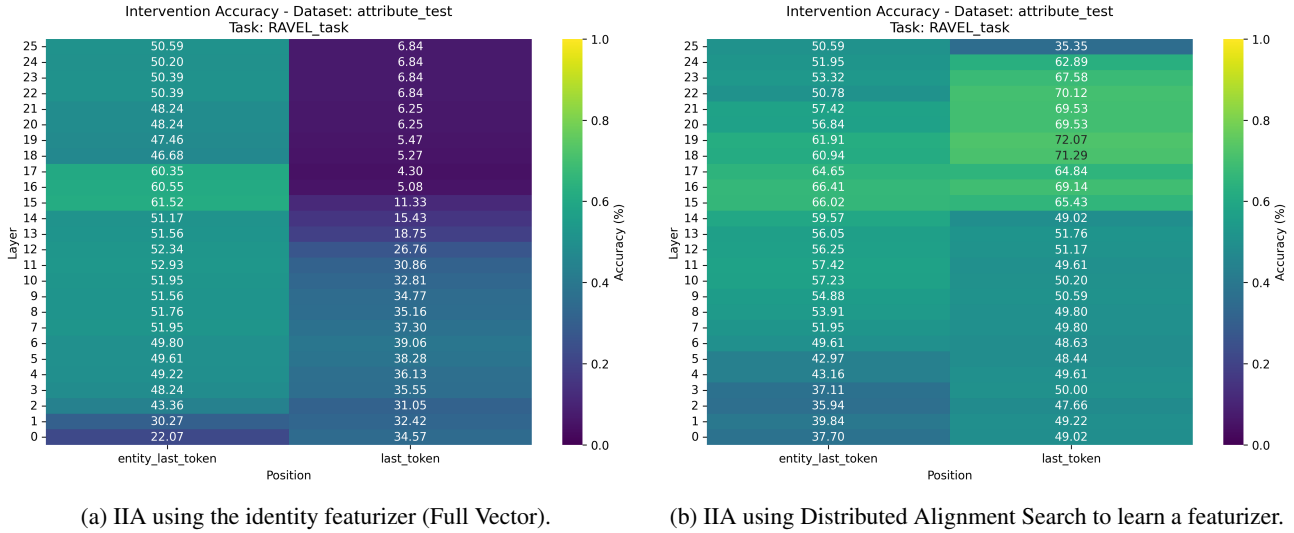 Intervention Accuracy - Dataset: attribute_test
Task: RAVEL_task
Layer
25 50.59 6.84
24 50.20 6.84
23 50.39 6.84
22 50.39 6.84
21 48.24 6.25
20 48.24 6.25
19 47.46 5.47
18 46.68 5.27
17 60.35 4.30
16 60.55 5.08
15 61.52 11.33
14 51.17 15.43
13 51.56 18.75
12 52.34 26.76
11 52.93 30.86
10 51.95 32.81
9 51.56 34.77
8 51.76 35.16
7 51.95 37.30
6 49.80 39.06
5 49.61 38.28
4 49.22 36.13
3 48.24 35.55
2 43.36 31.05
1 30.27 32.42
0 22.07 34.57
entity_last_token last_token
Position
1.0
0.8
0.6
0.4
0.2
0.0
Accuracy (%)
(a) IIA using the identity featurizer (Full Vector).
Intervention Accuracy - Dataset: attribute_test
Task: RAVEL_task
Layer
25 50.59 35.35
24 51.95 62.89
23 53.32 67.58
22 50.78 70.12
21 57.42 69.53
20 56.84 69.53
19 61.91 72.07
18 60.94 71.29
17 64.65 64.84
16 66.41 69.14
15 66.02 65.43
14 59.57 49.02
13 56.05 51.76
12 56.25 51.17
11 57.42 49.61
10 57.23 50.20
9 54.88 50.59
8 53.91 49.80
7 51.95 49.80
6 49.61 48.63
5 42.97 48.44
4 43.16 49.61
3 37.11 50.00
2 35.94 47.66
1 39.84 49.22
0 37.70 49.02
entity_last_token last_token
Position
1.0
0.8
0.6
0.4
0.2
0.0
Accuracy (%)
(b) IIA using Distributed Alignment Search to learn a featurizer.